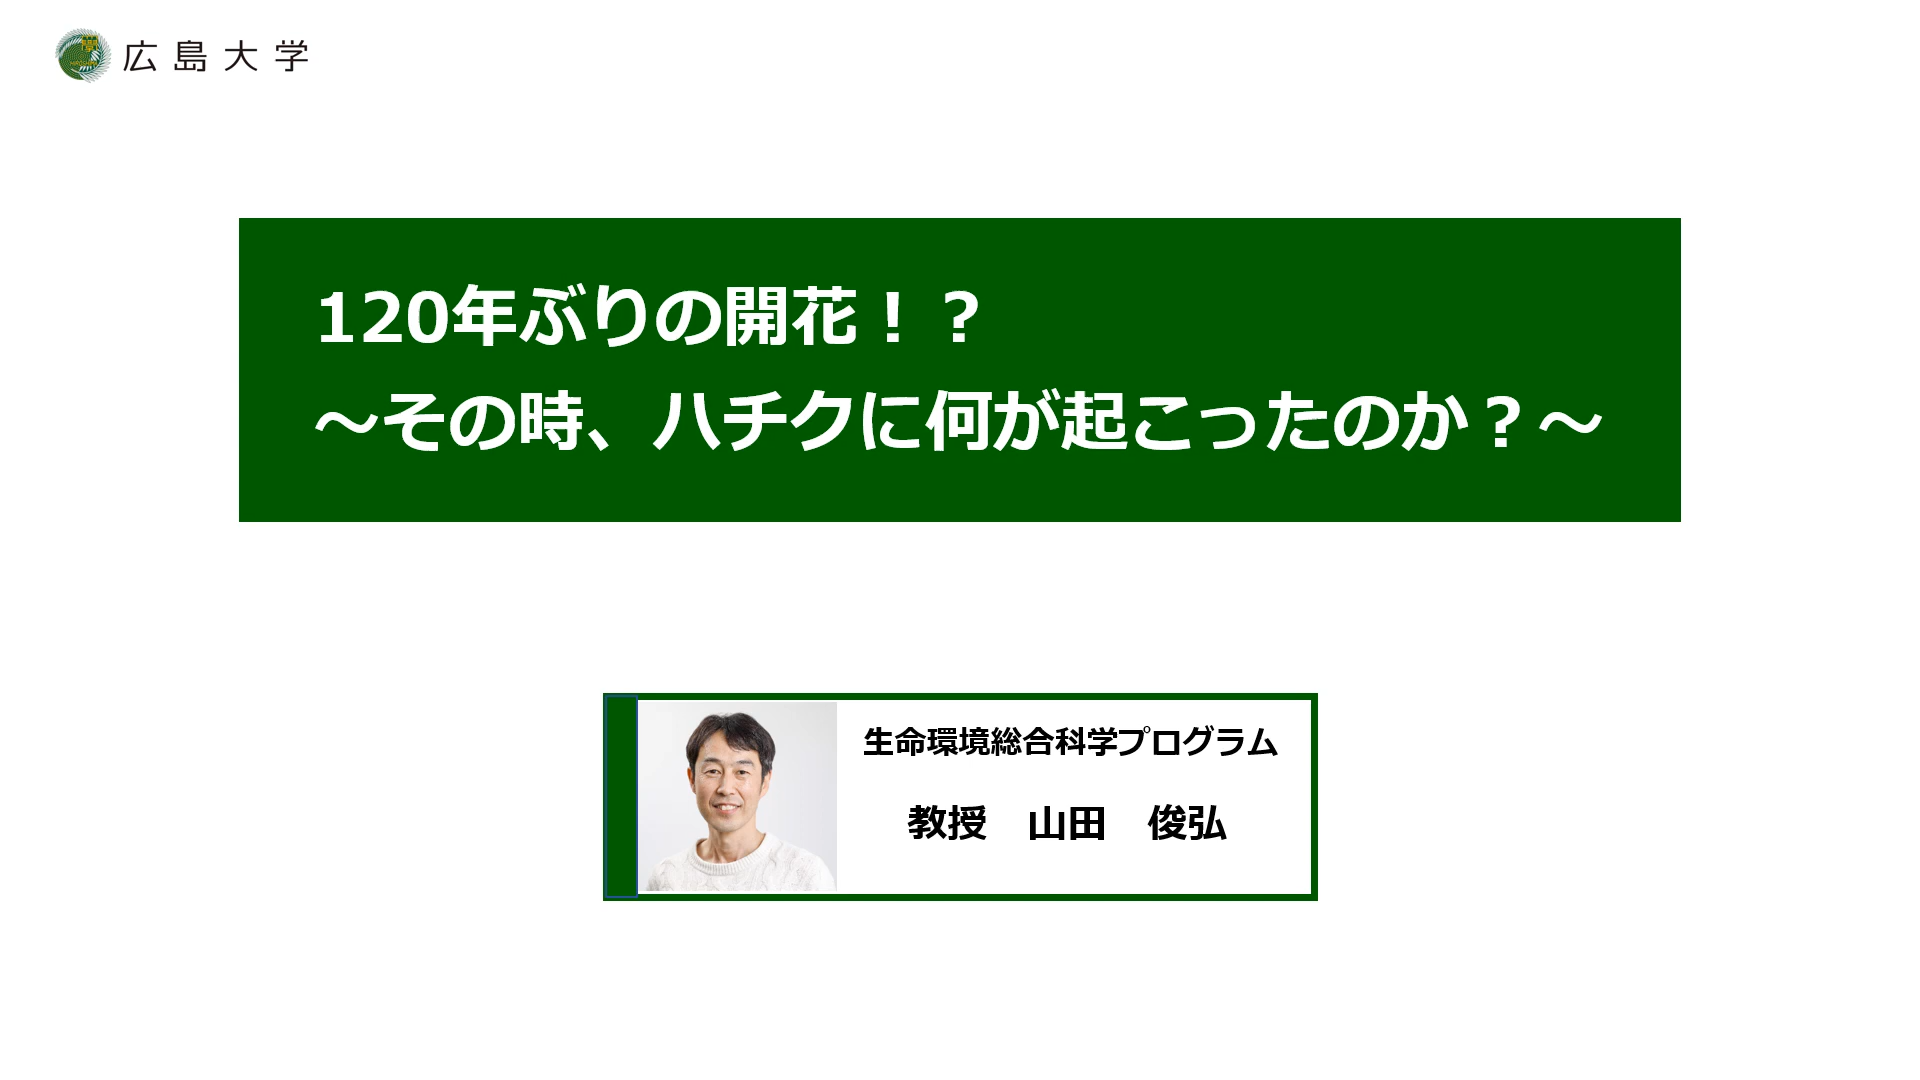 広島大学
120年ぶりの開花！？
～その時、ハチクに何が起こったのか？～
生命環境総合科学プログラム
教授　山田　俊弘